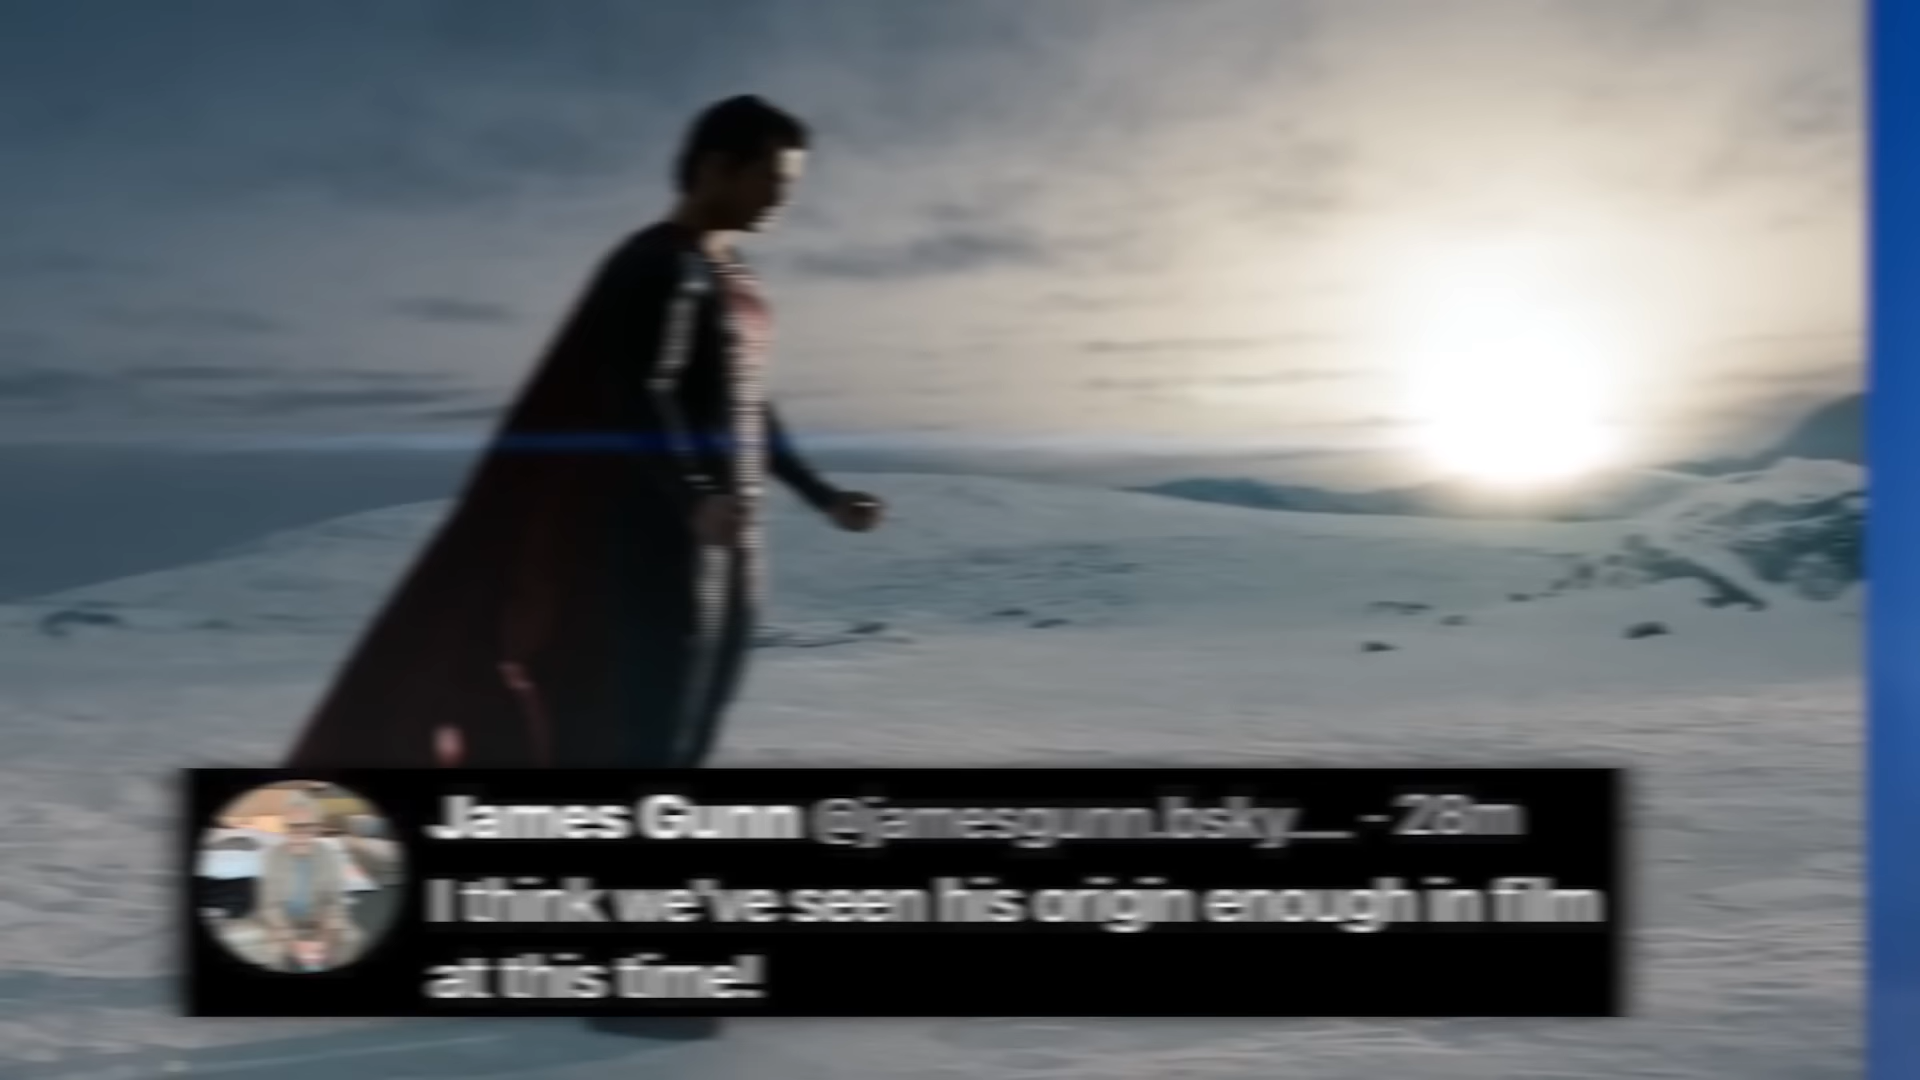 James Gunn @jamesgunn.bsky.... · 28m
I think we've seen his origin enough in film
at this time!